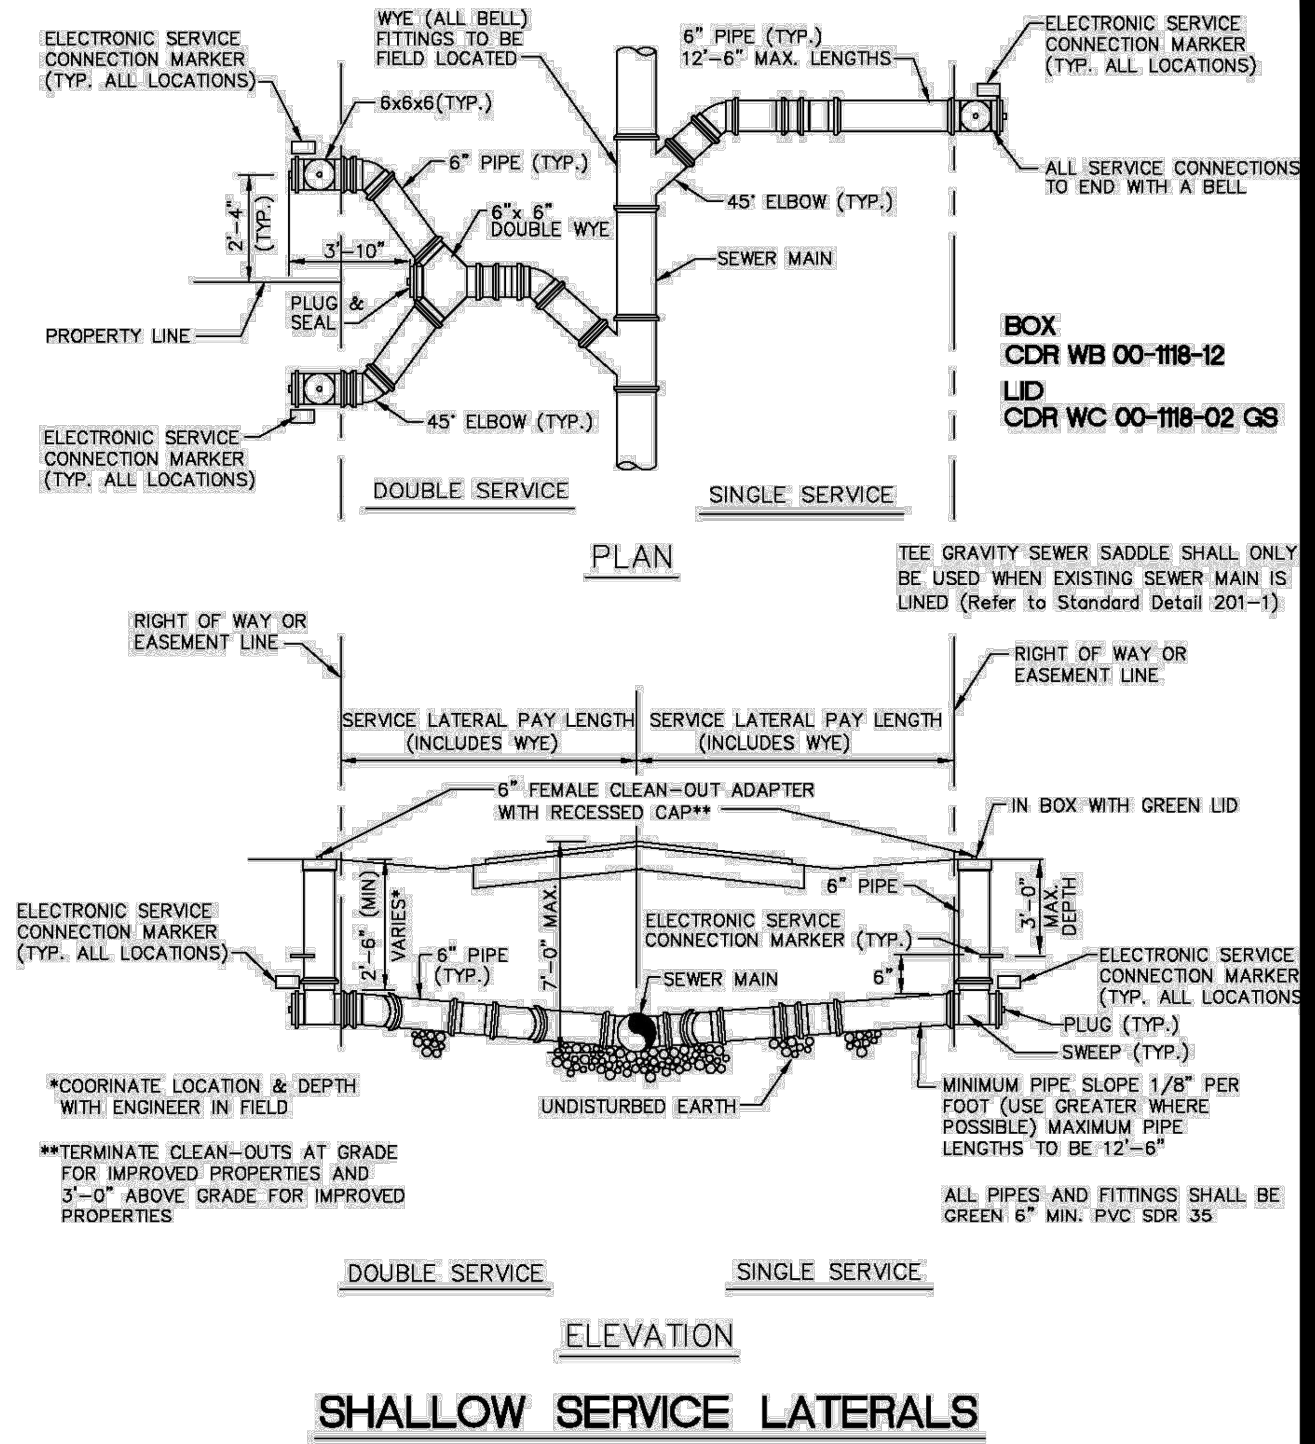 ELECTRONIC SERVICE
CONNECTION MARKER
(TYP. ALL LOCATIONS)
WYE (ALL BELL)
FITTINGS TO BE
FIELD LOCATED
6" PIPE (TYP.)
12'-6" MAX. LENGTHS
ELECTRONIC SERVICE
CONNECTION MARKER
(TYP. ALL LOCATIONS)
6x6x6(TYP.)
6" PIPE (TYP.)
ALL SERVICE CONNECTIONS
TO END WITH A BELL
45° ELBOW (TYP.)
2'-4"
(TYP.)
6"x 6"
DOUBLE WYE
3'-10"
SEWER MAIN
PLUG &
SEAL
PROPERTY LINE
BOX
CDR WB 00-1118-12
LID
CDR WC 00-1118-02 GS
45° ELBOW (TYP.)
ELECTRONIC SERVICE
CONNECTION MARKER
(TYP. ALL LOCATIONS)
DOUBLE SERVICE
SINGLE SERVICE
PLAN
TEE GRAVITY SEWER SADDLE SHALL ONLY
BE USED WHEN EXISTING SEWER MAIN IS
LINED (Refer to Standard Detail 201-1)
RIGHT OF WAY OR
EASEMENT LINE
RIGHT OF WAY OR
EASEMENT LINE
SERVICE LATERAL PAY LENGTH
(INCLUDES WYE)
SERVICE LATERAL PAY LENGTH
(INCLUDES WYE)
6" FEMALE CLEAN-OUT ADAPTER
WITH RECESSED CAP**
IN BOX WITH GREEN LID
2'-6" (MIN)
VARIES*
7'-0" MAX.
6" PIPE
3'-0"
MAX.
DEPTH
ELECTRONIC SERVICE
CONNECTION MARKER
(TYP. ALL LOCATIONS)
6" PIPE
(TYP.)
ELECTRONIC SERVICE
CONNECTION MARKER (TYP.)
6"
SEWER MAIN
ELECTRONIC SERVICE
CONNECTION MARKER
(TYP. ALL LOCATIONS
PLUG (TYP.)
SWEEP (TYP.)
*COORINATE LOCATION & DEPTH
WITH ENGINEER IN FIELD
UNDISTURBED EARTH
MINIMUM PIPE SLOPE 1/8" PER
FOOT (USE GREATER WHERE
POSSIBLE) MAXIMUM PIPE
LENGTHS TO BE 12'-6"
**TERMINATE CLEAN-OUTS AT GRADE
FOR IMPROVED PROPERTIES AND
3'-0" ABOVE GRADE FOR IMPROVED
PROPERTIES
ALL PIPES AND FITTINGS SHALL BE
GREEN 6" MIN. PVC SDR 35
DOUBLE SERVICE
SINGLE SERVICE
ELEVATION
SHALLOW SERVICE LATERALS